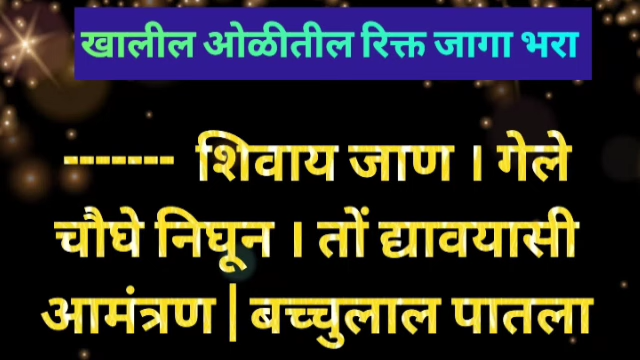 खालील ओळीतील रिक्त जागा भरा
------- शिवाय जाण । गेले
चौघे निघून । तों द्यावयासी
आमंत्रण | बच्चुलाल पातला